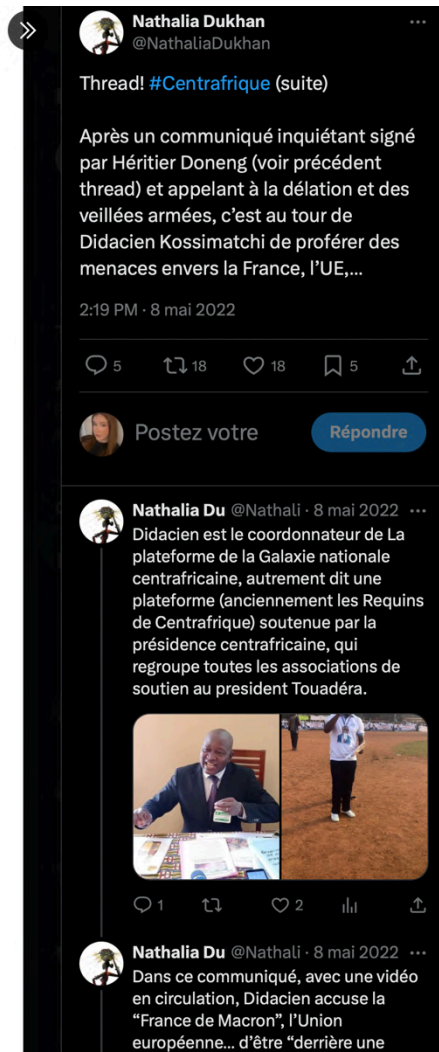 Nathalia Dukhan
@NathaliaDukhan
Thread! #Centrafrique (suite)
Après un communiqué inquiétant signé
par Héritier Doneng (voir précédent
thread) et appelant à la délation et des
veillées armées, c’est au tour de
Didacien Kossimatchi de proférer des
menaces envers la France, l’UE,...
2:19 PM · 8 mai 2022
5 18 18 5
Postez votre
Répondre
Nathalia Du @Nathali · 8 mai 2022
Didacien est le coordonnateur de La
plateforme de la Galaxie nationale
centrafricaine, autrement dit une
plateforme (anciennement les Requins
de Centrafrique) soutenue par la
présidence centrafricaine, qui
regroupe toutes les associations de
soutien au president Touadéra.
1 2
Nathalia Du @Nathali · 8 mai 2022
Dans ce communiqué, avec une vidéo
en circulation, Didacien accuse la
“France de Macron”, l’Union
européenne... d’être “derrière une